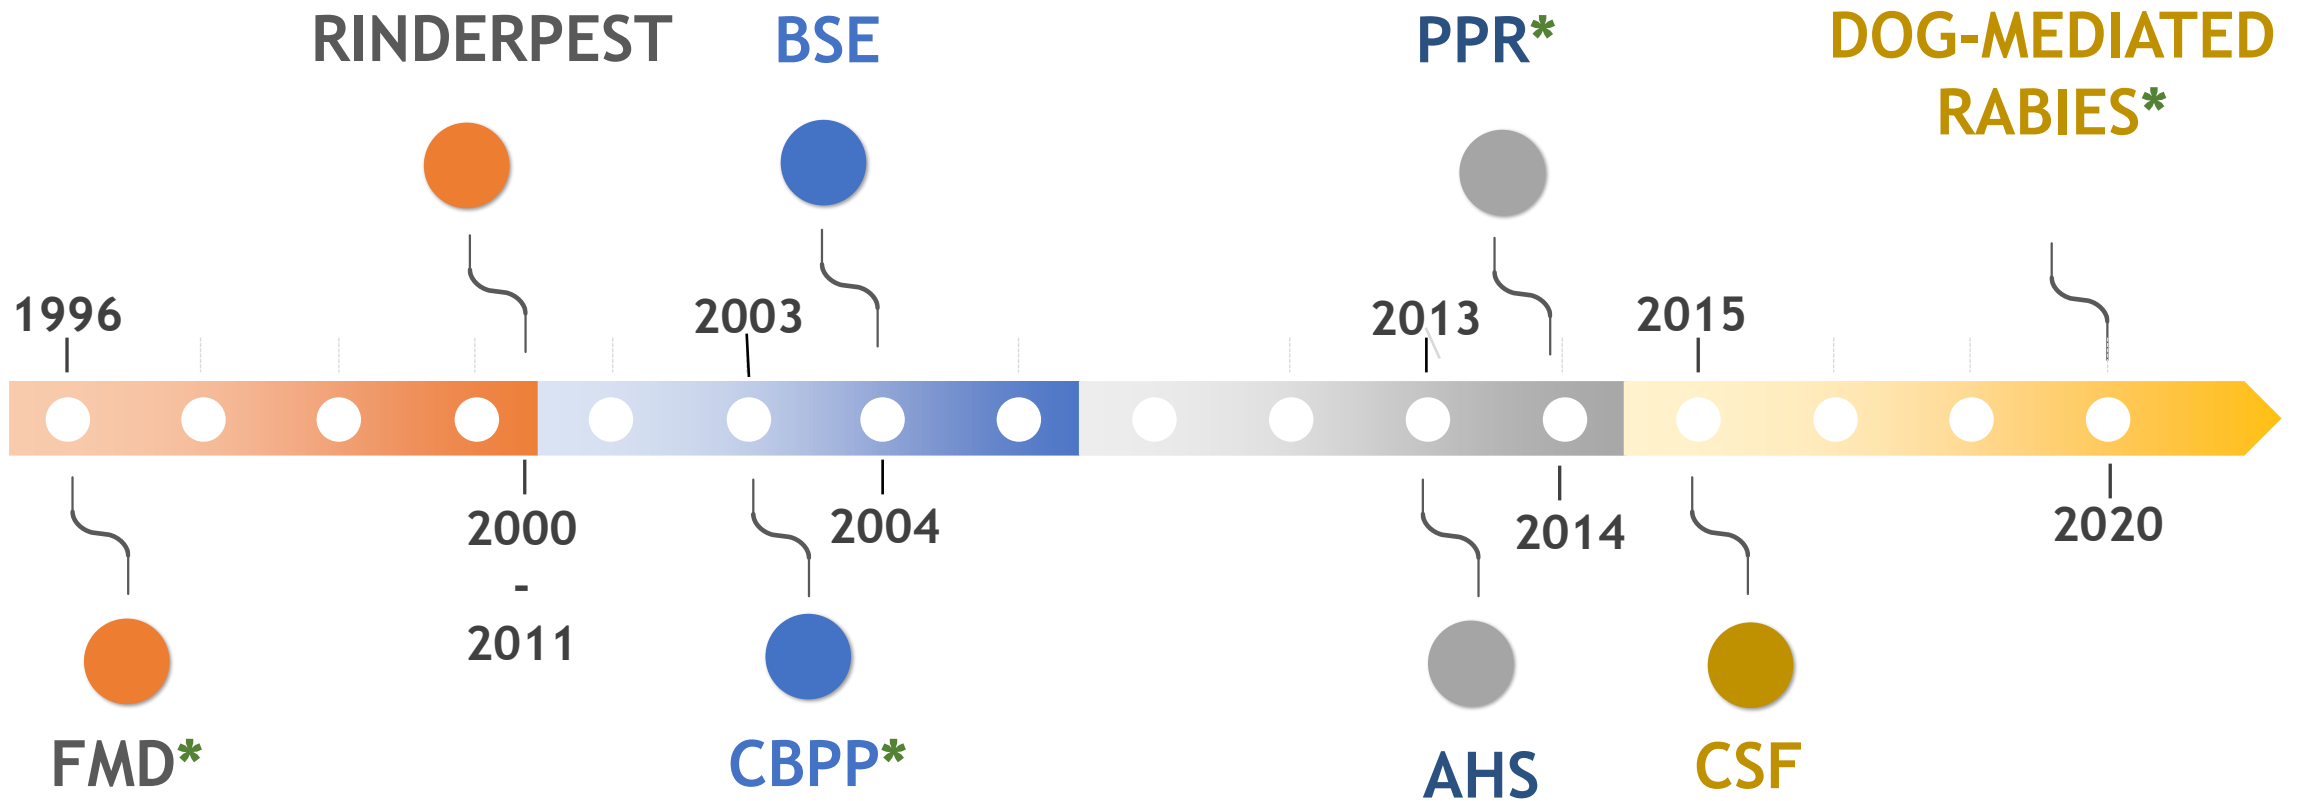 RINDERPEST
BSE
PPR*
DOG-MEDIATED
RABIES*
1996
2003
2013
2015
2000
-
2011
2004
2014
2020
FMD*
CBPP*
AHS
CSF